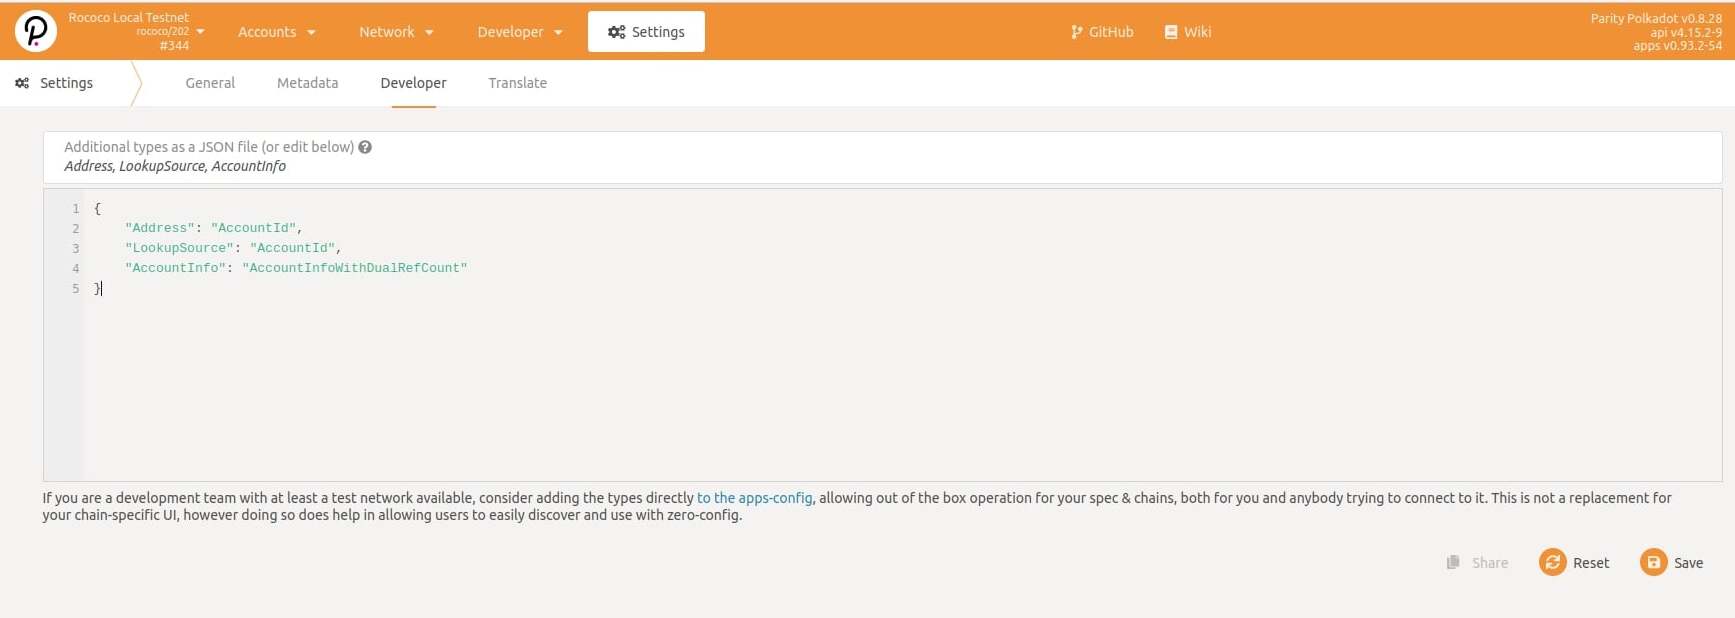 Rococo Local Testnet
rococo/202
#344
Accounts
Network
Developer
Settings
GitHub
Wiki
Parity Polkadot v0.8.28
api v4.15.2-9
apps v0.93.2-54
Settings
General
Metadata
Developer
Translate
Additional types as a JSON file (or edit below)
Address, LookupSource, AccountInfo
1 {
2 "Address": "AccountId",
3 "LookupSource": "AccountId",
4 "AccountInfo": "AccountInfoWithDualRefCount"
5 }
If you are a development team with at least a test network available, consider adding the types directly to the apps-config, allowing out of the box operation for your spec & chains, both for you and anybody trying to connect to it. This is not a replacement for
your chain-specific UI, however doing so does help in allowing users to easily discover and use with zero-config.
Share
Reset
Save